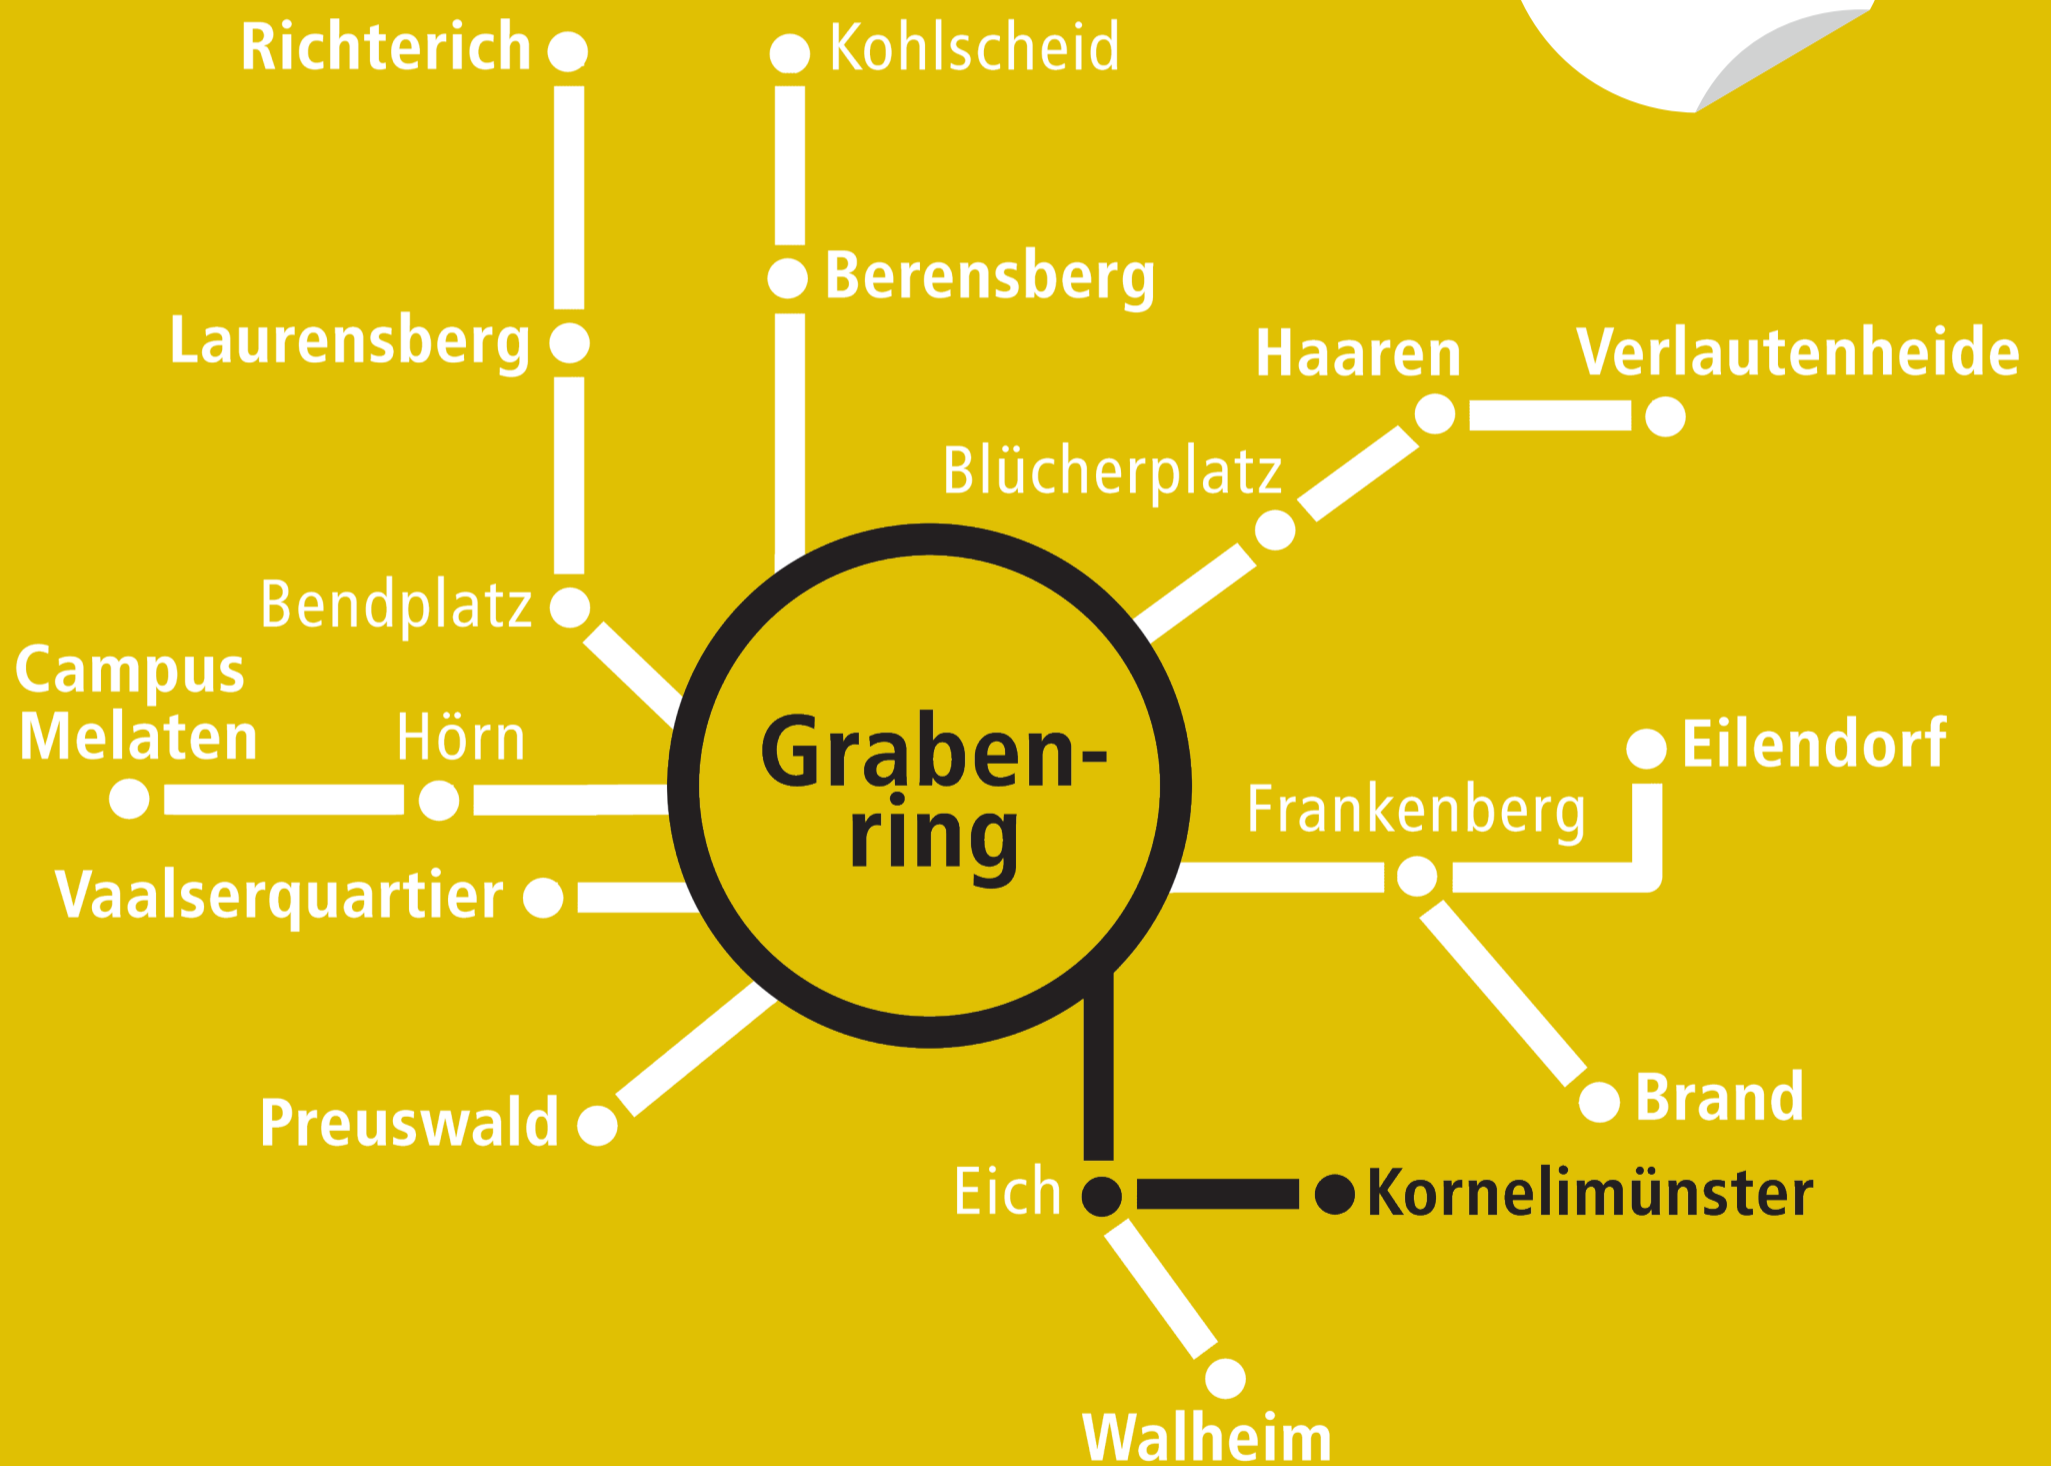 Richterich
Kohlscheid
Berensberg
Laurensberg
Haaren
Verlautenheide
Blücherplatz
Bendplatz
Campus
Melaten
Hörn
Graben-
ring
Eilendorf
Frankenberg
Vaalserquartier
Preuswald
Brand
Eich
Kornelimünster
Walheim